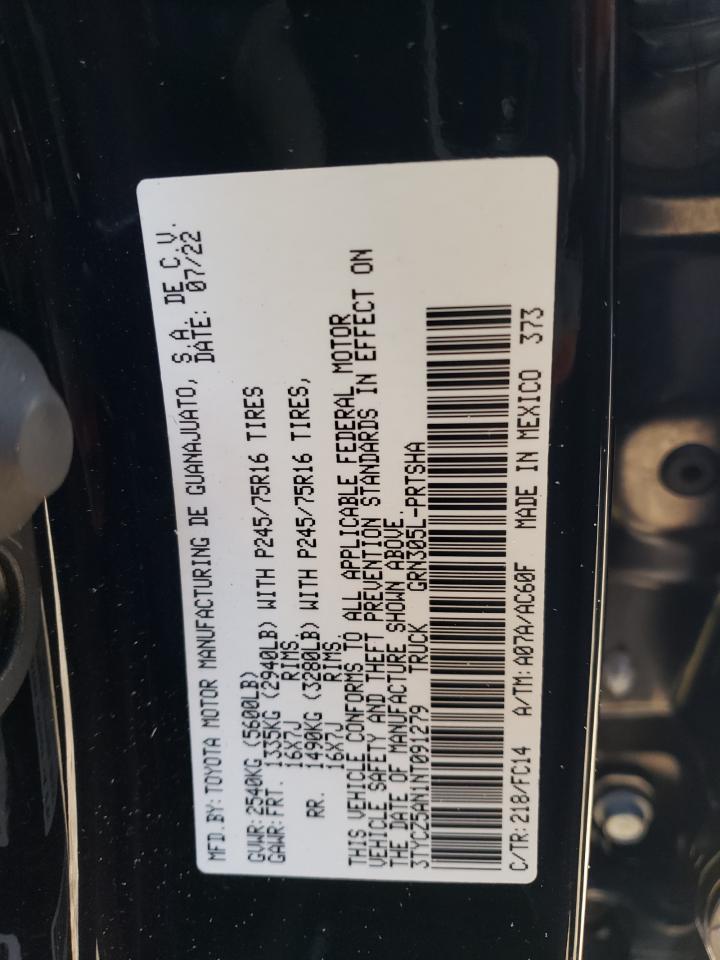 MFD.BY:TOYOTA MOTOR MANUFACTURING DE GUANAJUATO, S.A. DE C.V.
DATE: 07/22
GVWR:2540KG (5600LB)
GAWR:FRT. 1335KG (2940LB) WITH P245/75R16 TIRES
16X7J RIMS.
RR. 1490KG (3280LB) WITH P245/75R16 TIRES,
16X7J RIMS.
THIS VEHICLE CONFORMS TO ALL APPLICABLE FEDERAL MOTOR
VEHICLE SAFETY AND THEFT PREVENTION STANDARDS IN EFFECT ON
THE DATE OF MANUFACTURE SHOWN ABOVE.
3TYCZ5AN1NT091279 TRUCK GRN305L-PRTSHA
C/TR:218/FC14 A/TM:A07A/AC60F MADE IN MEXICO 373